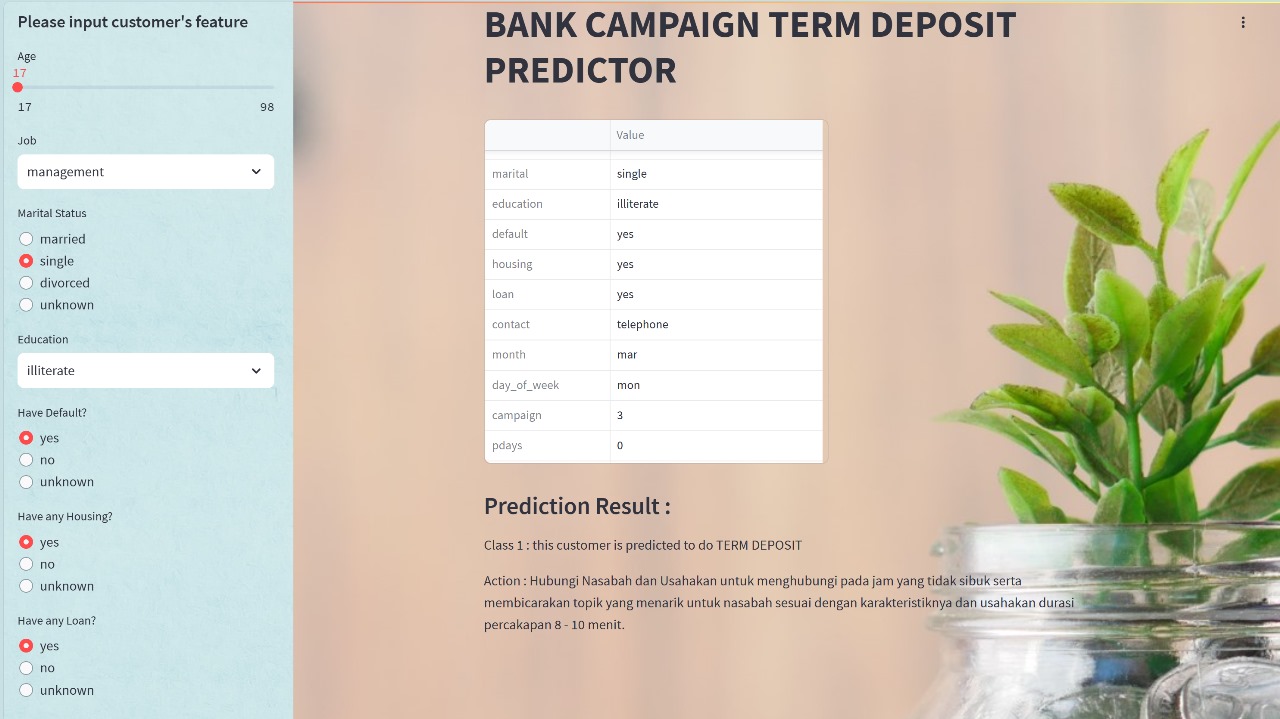 Please input customer's feature
Age
17
17 98
Job
management
Marital Status
married
single
divorced
unknown
Education
illiterate
Have Default?
yes
no
unknown
Have any Housing?
yes
no
unknown
Have any Loan?
yes
no
unknown
BANK CAMPAIGN TERM DEPOSIT
PREDICTOR
Value
marital single
education illiterate
default yes
housing yes
loan yes
contact telephone
month mar
day_of_week mon
campaign 3
pdays 0
Prediction Result :
Class 1 : this customer is predicted to do TERM DEPOSIT
Action : Hubungi Nasabah dan Usahakan untuk menghubungi pada jam yang tidak sibuk serta
membicarakan topik yang menarik untuk nasabah sesuai dengan karakteristiknya dan usahakan durasi
percakapan 8 - 10 menit.